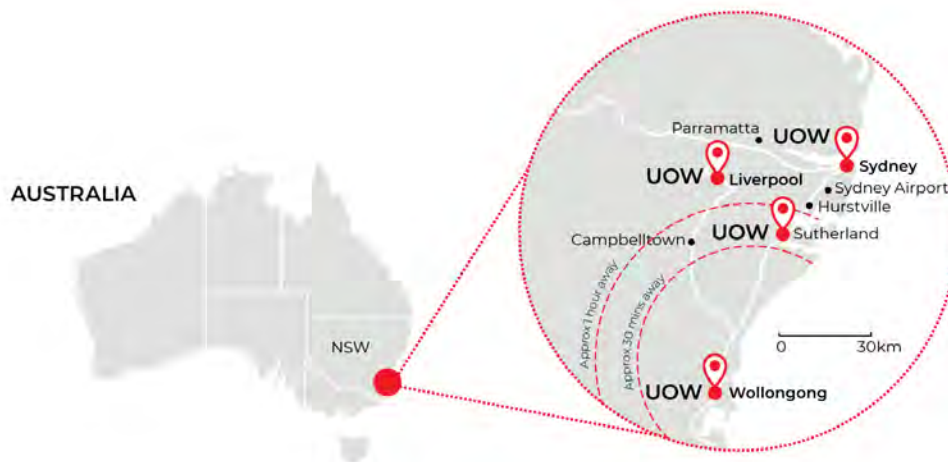 AUSTRALIA
NSW
Parramatta
UOW
Sydney
UOW
Liverpool
Sydney Airport
Hurstville
UOW
Sutherland
Campbelltown
Approx 1 hour away
Approx 30 mins away
0 30km
UOW
Wollongong